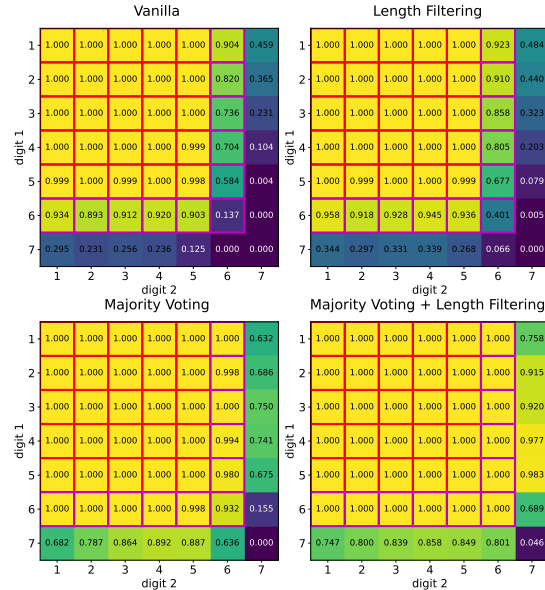 Vanilla
digit 1
1 1.000 1.000 1.000 1.000 1.000 0.904 0.459
2 1.000 1.000 1.000 1.000 1.000 0.820 0.365
3 1.000 1.000 1.000 1.000 1.000 0.736 0.231
4 1.000 1.000 1.000 1.000 0.999 0.704 0.104
5 0.999 1.000 0.999 1.000 0.998 0.584 0.004
6 0.934 0.893 0.912 0.920 0.903 0.137 0.000
7 0.295 0.231 0.256 0.236 0.125 0.000 0.000
1 2 3 4 5 6 7
digit 2
Length Filtering
digit 1
1 1.000 1.000 1.000 1.000 1.000 0.923 0.484
2 1.000 1.000 1.000 1.000 1.000 0.910 0.440
3 1.000 1.000 1.000 1.000 1.000 0.858 0.323
4 1.000 1.000 1.000 1.000 1.000 0.805 0.203
5 1.000 0.999 1.000 1.000 0.999 0.677 0.079
6 0.958 0.918 0.928 0.945 0.936 0.401 0.005
7 0.344 0.297 0.331 0.339 0.268 0.066 0.000
1 2 3 4 5 6 7
digit 2
Majority Voting
digit 1
1 1.000 1.000 1.000 1.000 1.000 1.000 0.632
2 1.000 1.000 1.000 1.000 1.000 0.998 0.686
3 1.000 1.000 1.000 1.000 1.000 1.000 0.750
4 1.000 1.000 1.000 1.000 1.000 0.994 0.741
5 1.000 1.000 1.000 1.000 1.000 0.980 0.675
6 1.000 1.000 1.000 1.000 0.998 0.932 0.155
7 0.682 0.787 0.864 0.892 0.887 0.636 0.000
1 2 3 4 5 6 7
digit 2
Majority Voting + Length Filtering
digit 1
1 1.000 1.000 1.000 1.000 1.000 1.000 0.758
2 1.000 1.000 1.000 1.000 1.000 1.000 0.915
3 1.000 1.000 1.000 1.000 1.000 1.000 0.920
4 1.000 1.000 1.000 1.000 1.000 1.000 0.977
5 1.000 1.000 1.000 1.000 1.000 1.000 0.983
6 1.000 1.000 1.000 1.000 1.000 1.000 0.689
7 0.747 0.800 0.839 0.858 0.849 0.801 0.046
1 2 3 4 5 6 7
digit 2